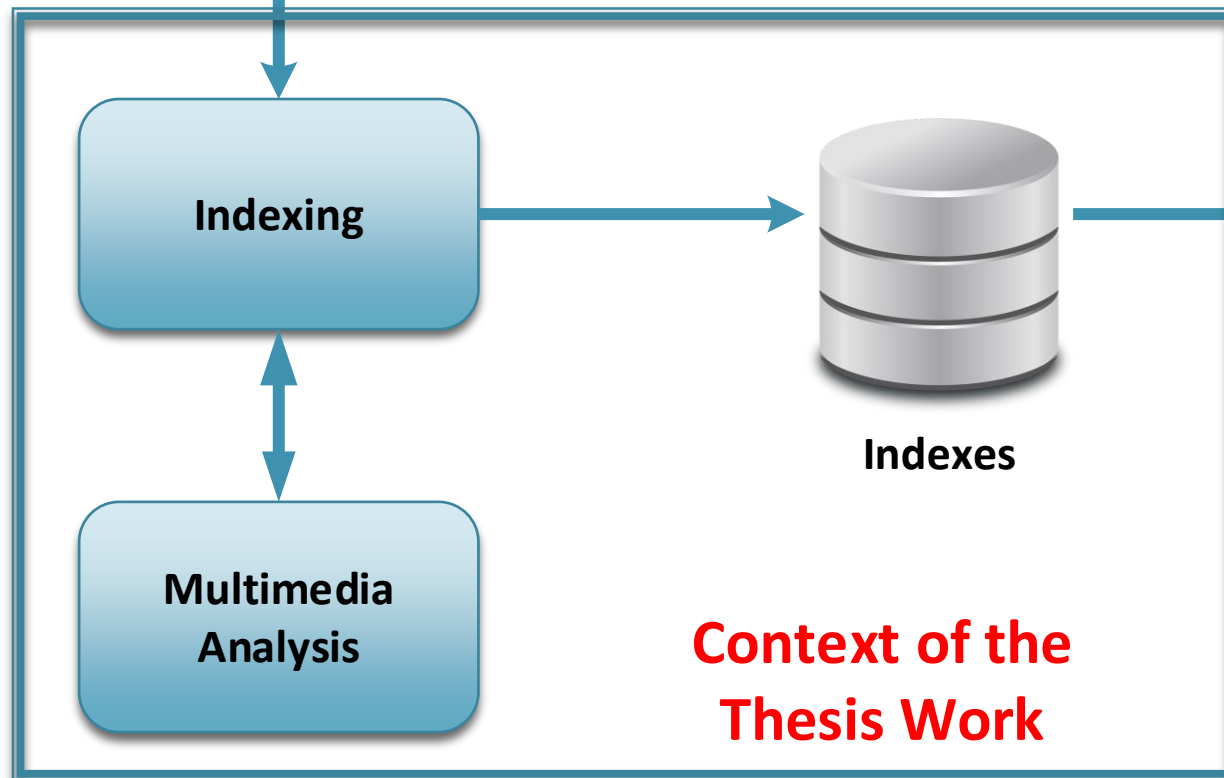 Indexing
Indexes
Multimedia
Analysis
Context of the
Thesis Work